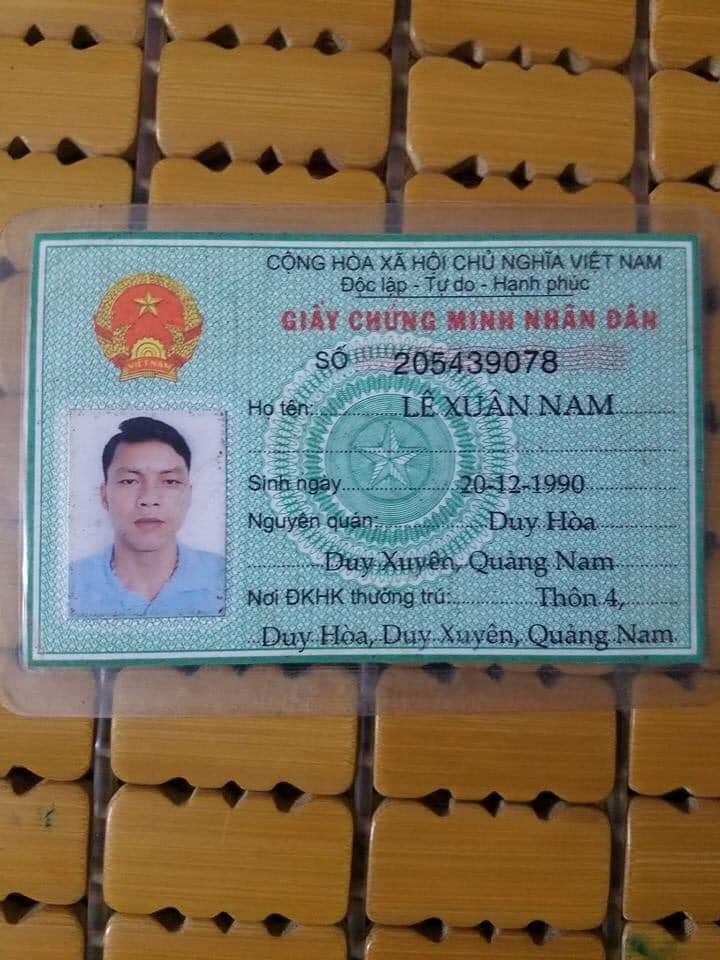 CỘNG HÒA XÃ HỘI CHỦ NGHĨA VIỆT NAM
Độc lập - Tự do - Hạnh phúc
GIẤY CHỨNG MINH NHÂN DÂN
SỐ 205439078
Họ tên: LÊ XUÂN NAM
Sinh ngày 20-12-1990
Nguyên quán: Duy Hòa
Duy Xuyên, Quảng Nam
Nơi ĐKHK thường trú: Thôn 4,
Duy Hòa, Duy Xuyên, Quảng Nam
VIỆT NAM